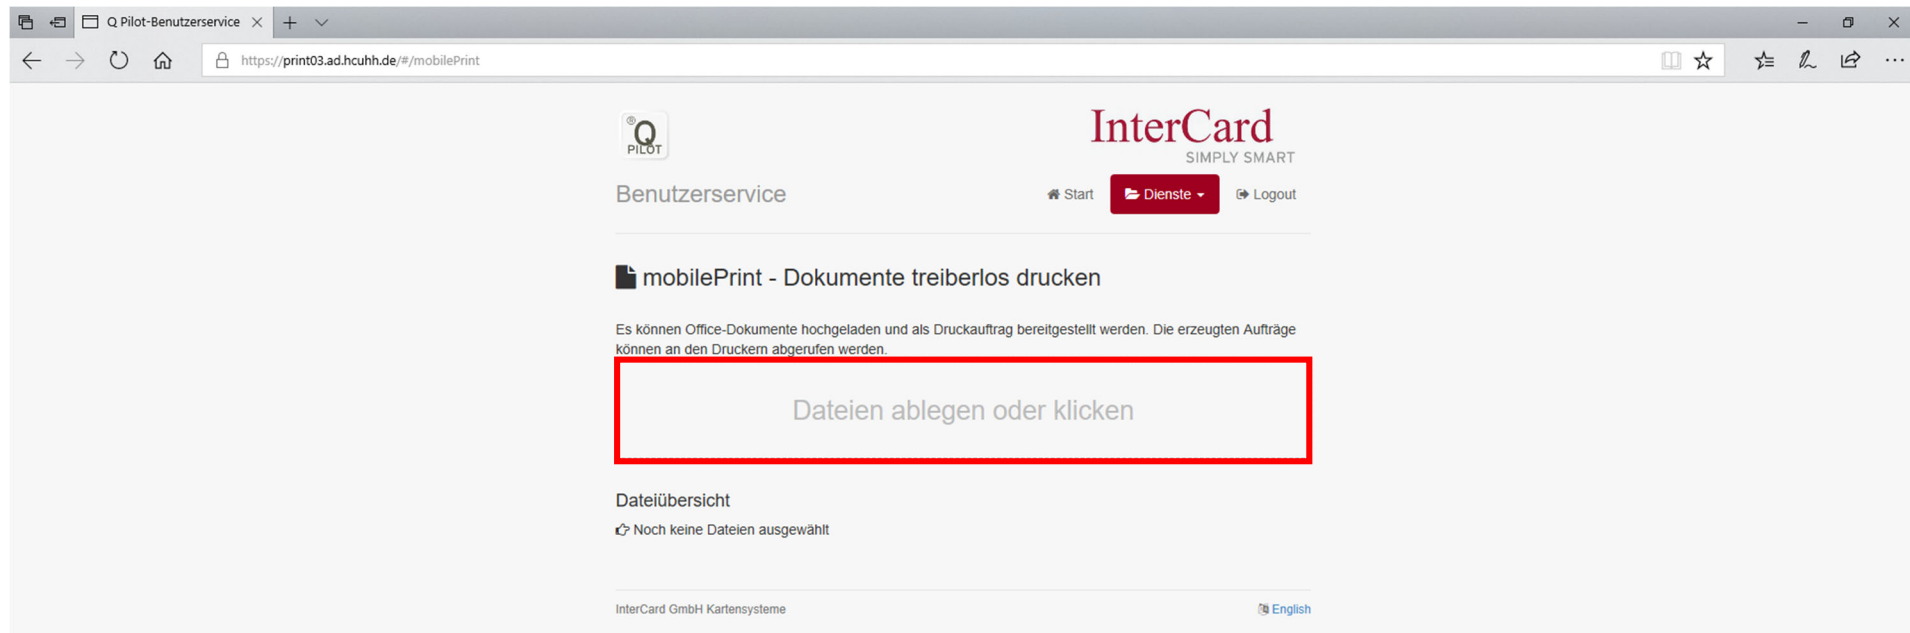 Q Pilot-Benutzerservice
https://print03.ad.hcuhh.de/#/mobilePrint
®Q
PILOT
InterCard
SIMPLY SMART
Benutzerservice
Start
Dienste
Logout
mobilePrint - Dokumente treiberlos drucken
Es können Office-Dokumente hochgeladen und als Druckauftrag bereitgestellt werden. Die erzeugten Aufträge
können an den Druckern abgerufen werden.
Dateien ablegen oder klicken
Dateiübersicht
Noch keine Dateien ausgewählt
InterCard GmbH Kartensysteme
English